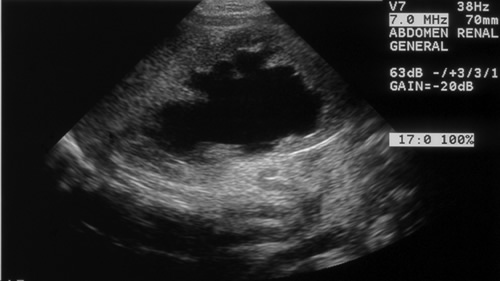 V7 38Hz
7.0 MHz 70mm
ABDOMEN RENAL
GENERAL
63dB -/+3/3/1
GAIN=-20dB
17:0 100%